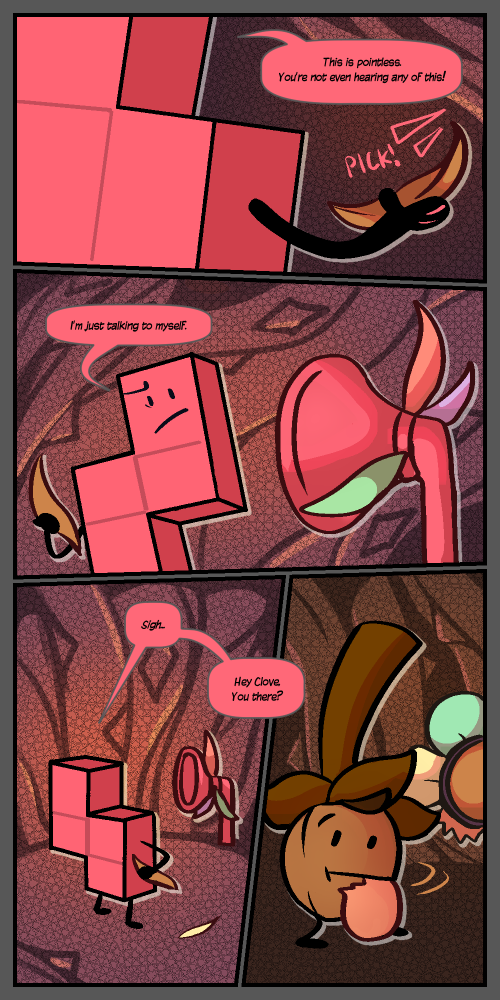 This is pointless.
You're not even hearing any of this!
PICK!
I'm just talking to myself.
Sigh..
Hey Clove.
You there?